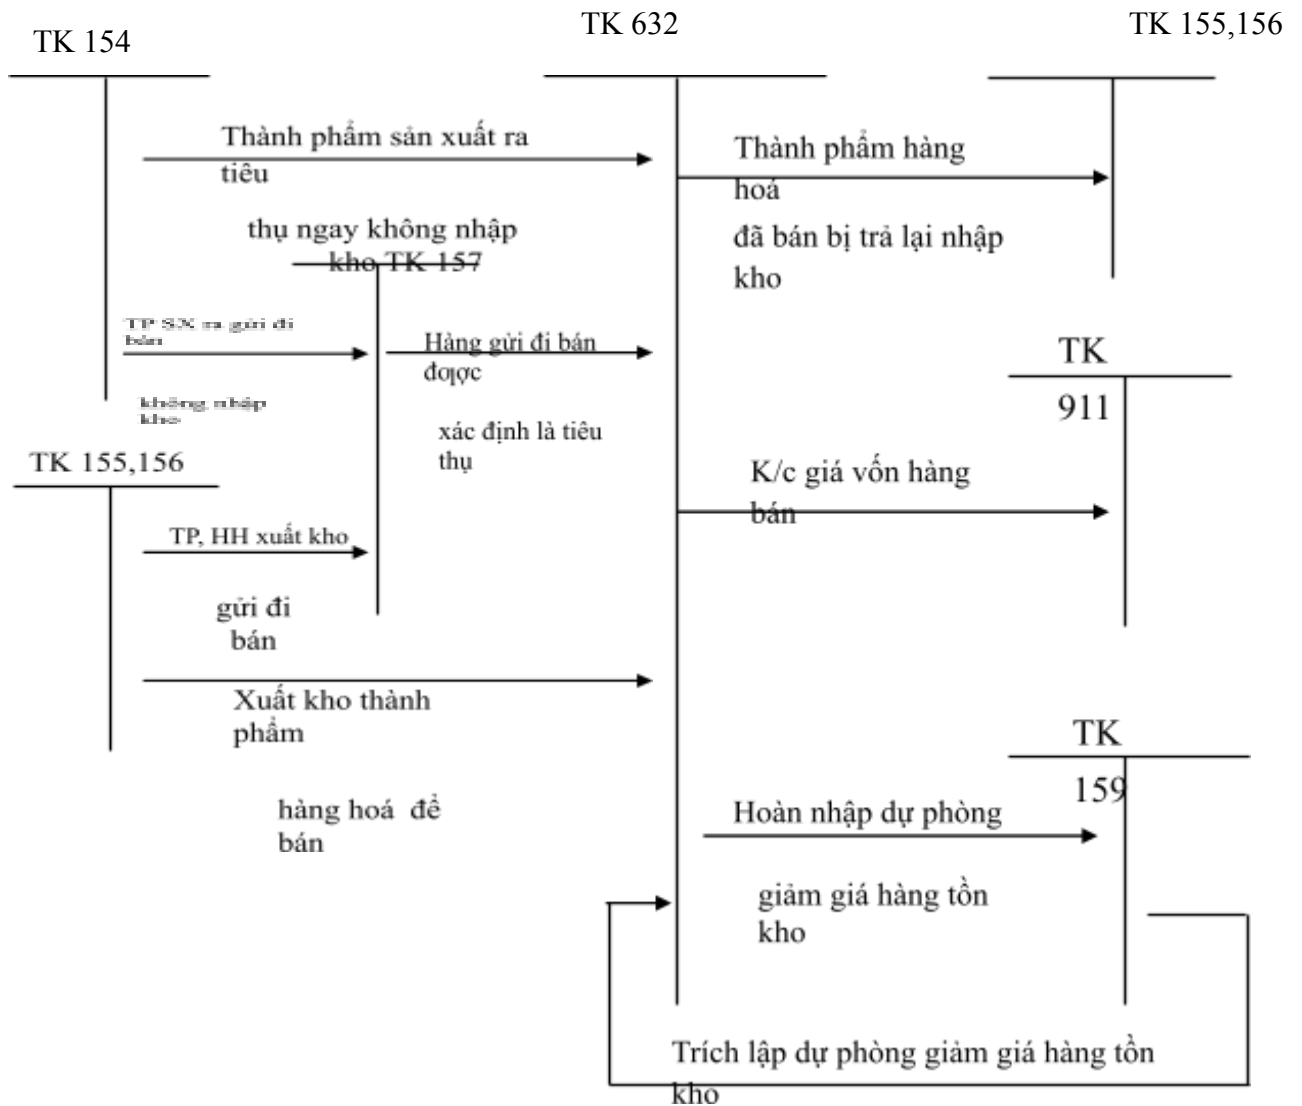 TK 154
TK 632
TK 155,156
Thành phẩm sản xuất ra
tiêu
thụ ngay không nhập
kho TK 157
Thành phẩm hàng
hoá
đã bán bị trả lại nhập
kho
TP SX ra gửi đi
bán
không nhập
kho
Hàng gửi đi bán
đƣợc
xác định là tiêu
thụ
TK
911
TK 155,156
K/c giá vốn hàng
bán
TP, HH xuất kho
gửi đi
bán
Xuất kho thành
phẩm
hàng hoá để
bán
TK
159
Hoàn nhập dự phòng
giảm giá hàng tồn
kho
Trích lập dự phòng giảm giá hàng tồn
kho